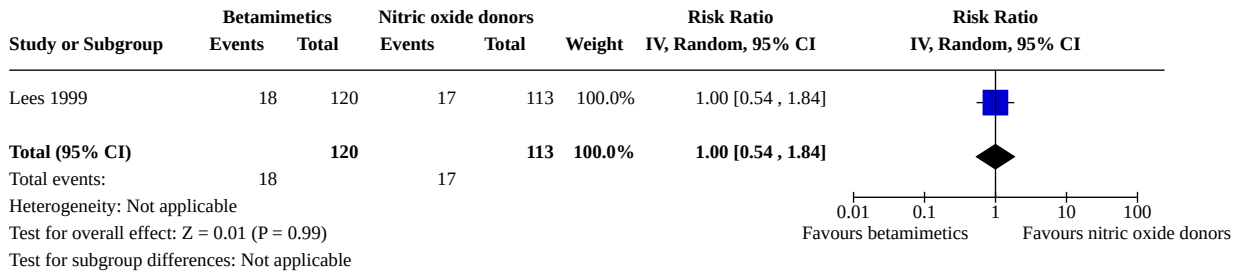 Betamimetics Nitric oxide donors Risk Ratio Risk Ratio
Study or Subgroup Events Total Events Total Weight IV, Random, 95% CI IV, Random, 95% CI
Lees 1999 18 120 17 113 100.0% 1.00 [0.54 , 1.84]
Total (95% CI) 120 113 100.0% 1.00 [0.54 , 1.84]
Total events: 18 17
Heterogeneity: Not applicable 0.01 0.1 1 10 100
Test for overall effect: Z = 0.01 (P = 0.99) Favours betamimetics Favours nitric oxide donors
Test for subgroup differences: Not applicable